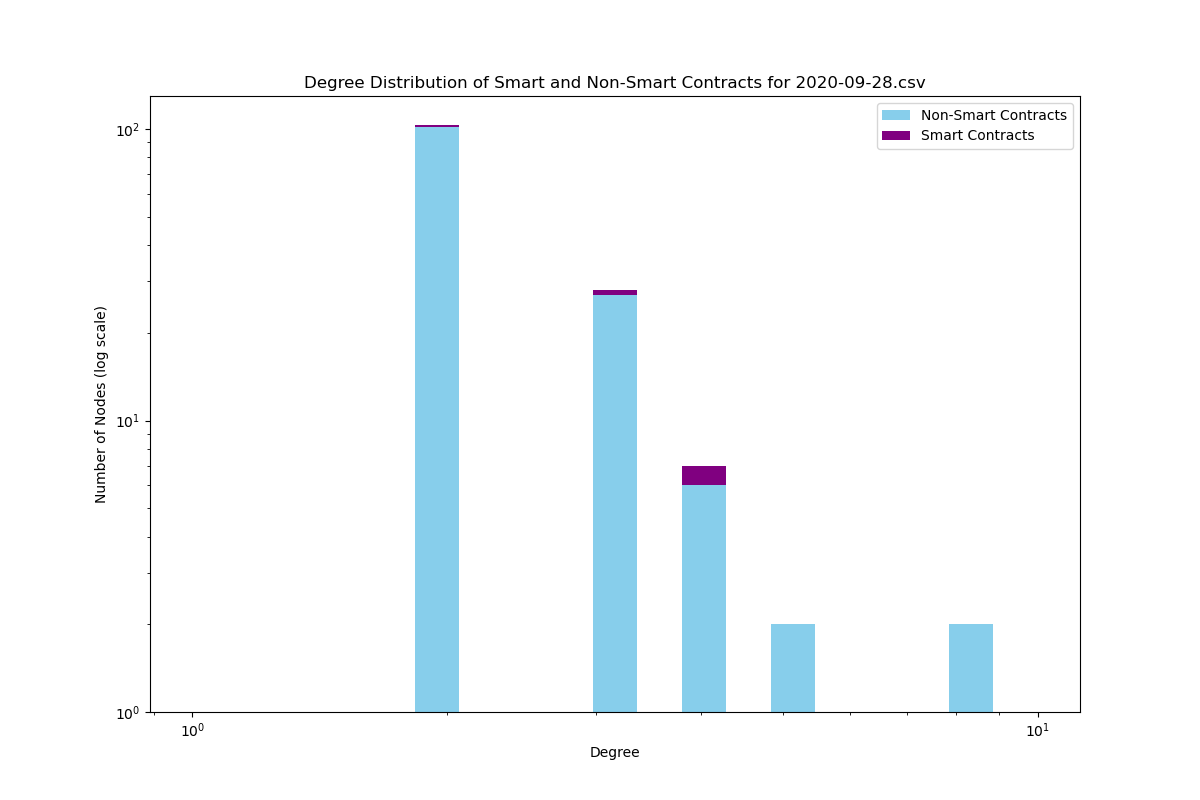 Degree Distribution of Smart and Non-Smart Contracts for 2020-09-28.csv
Non-Smart Contracts
Smart Contracts
Number of Nodes (log scale)
10²
10¹
10⁰
10⁰ 10¹
Degree